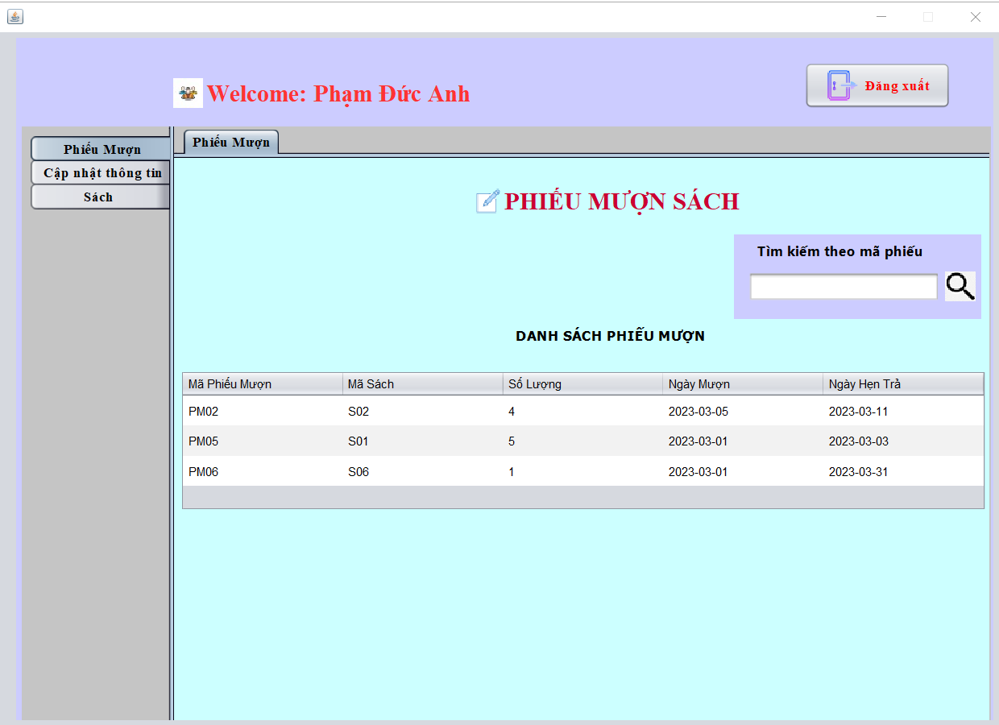 Welcome: Phạm Đức Anh
Đăng xuất
Phiếu Mượn
Cập nhật thông tin
Sách
Phiếu Mượn
PHIẾU MƯỢN SÁCH
Tìm kiếm theo mã phiếu
DANH SÁCH PHIẾU MƯỢN
Mã Phiếu Mượn Mã Sách Số Lượng Ngày Mượn Ngày Hẹn Trả
PM02 S02 4 2023-03-05 2023-03-11
PM05 S01 5 2023-03-01 2023-03-03
PM06 S06 1 2023-03-01 2023-03-31